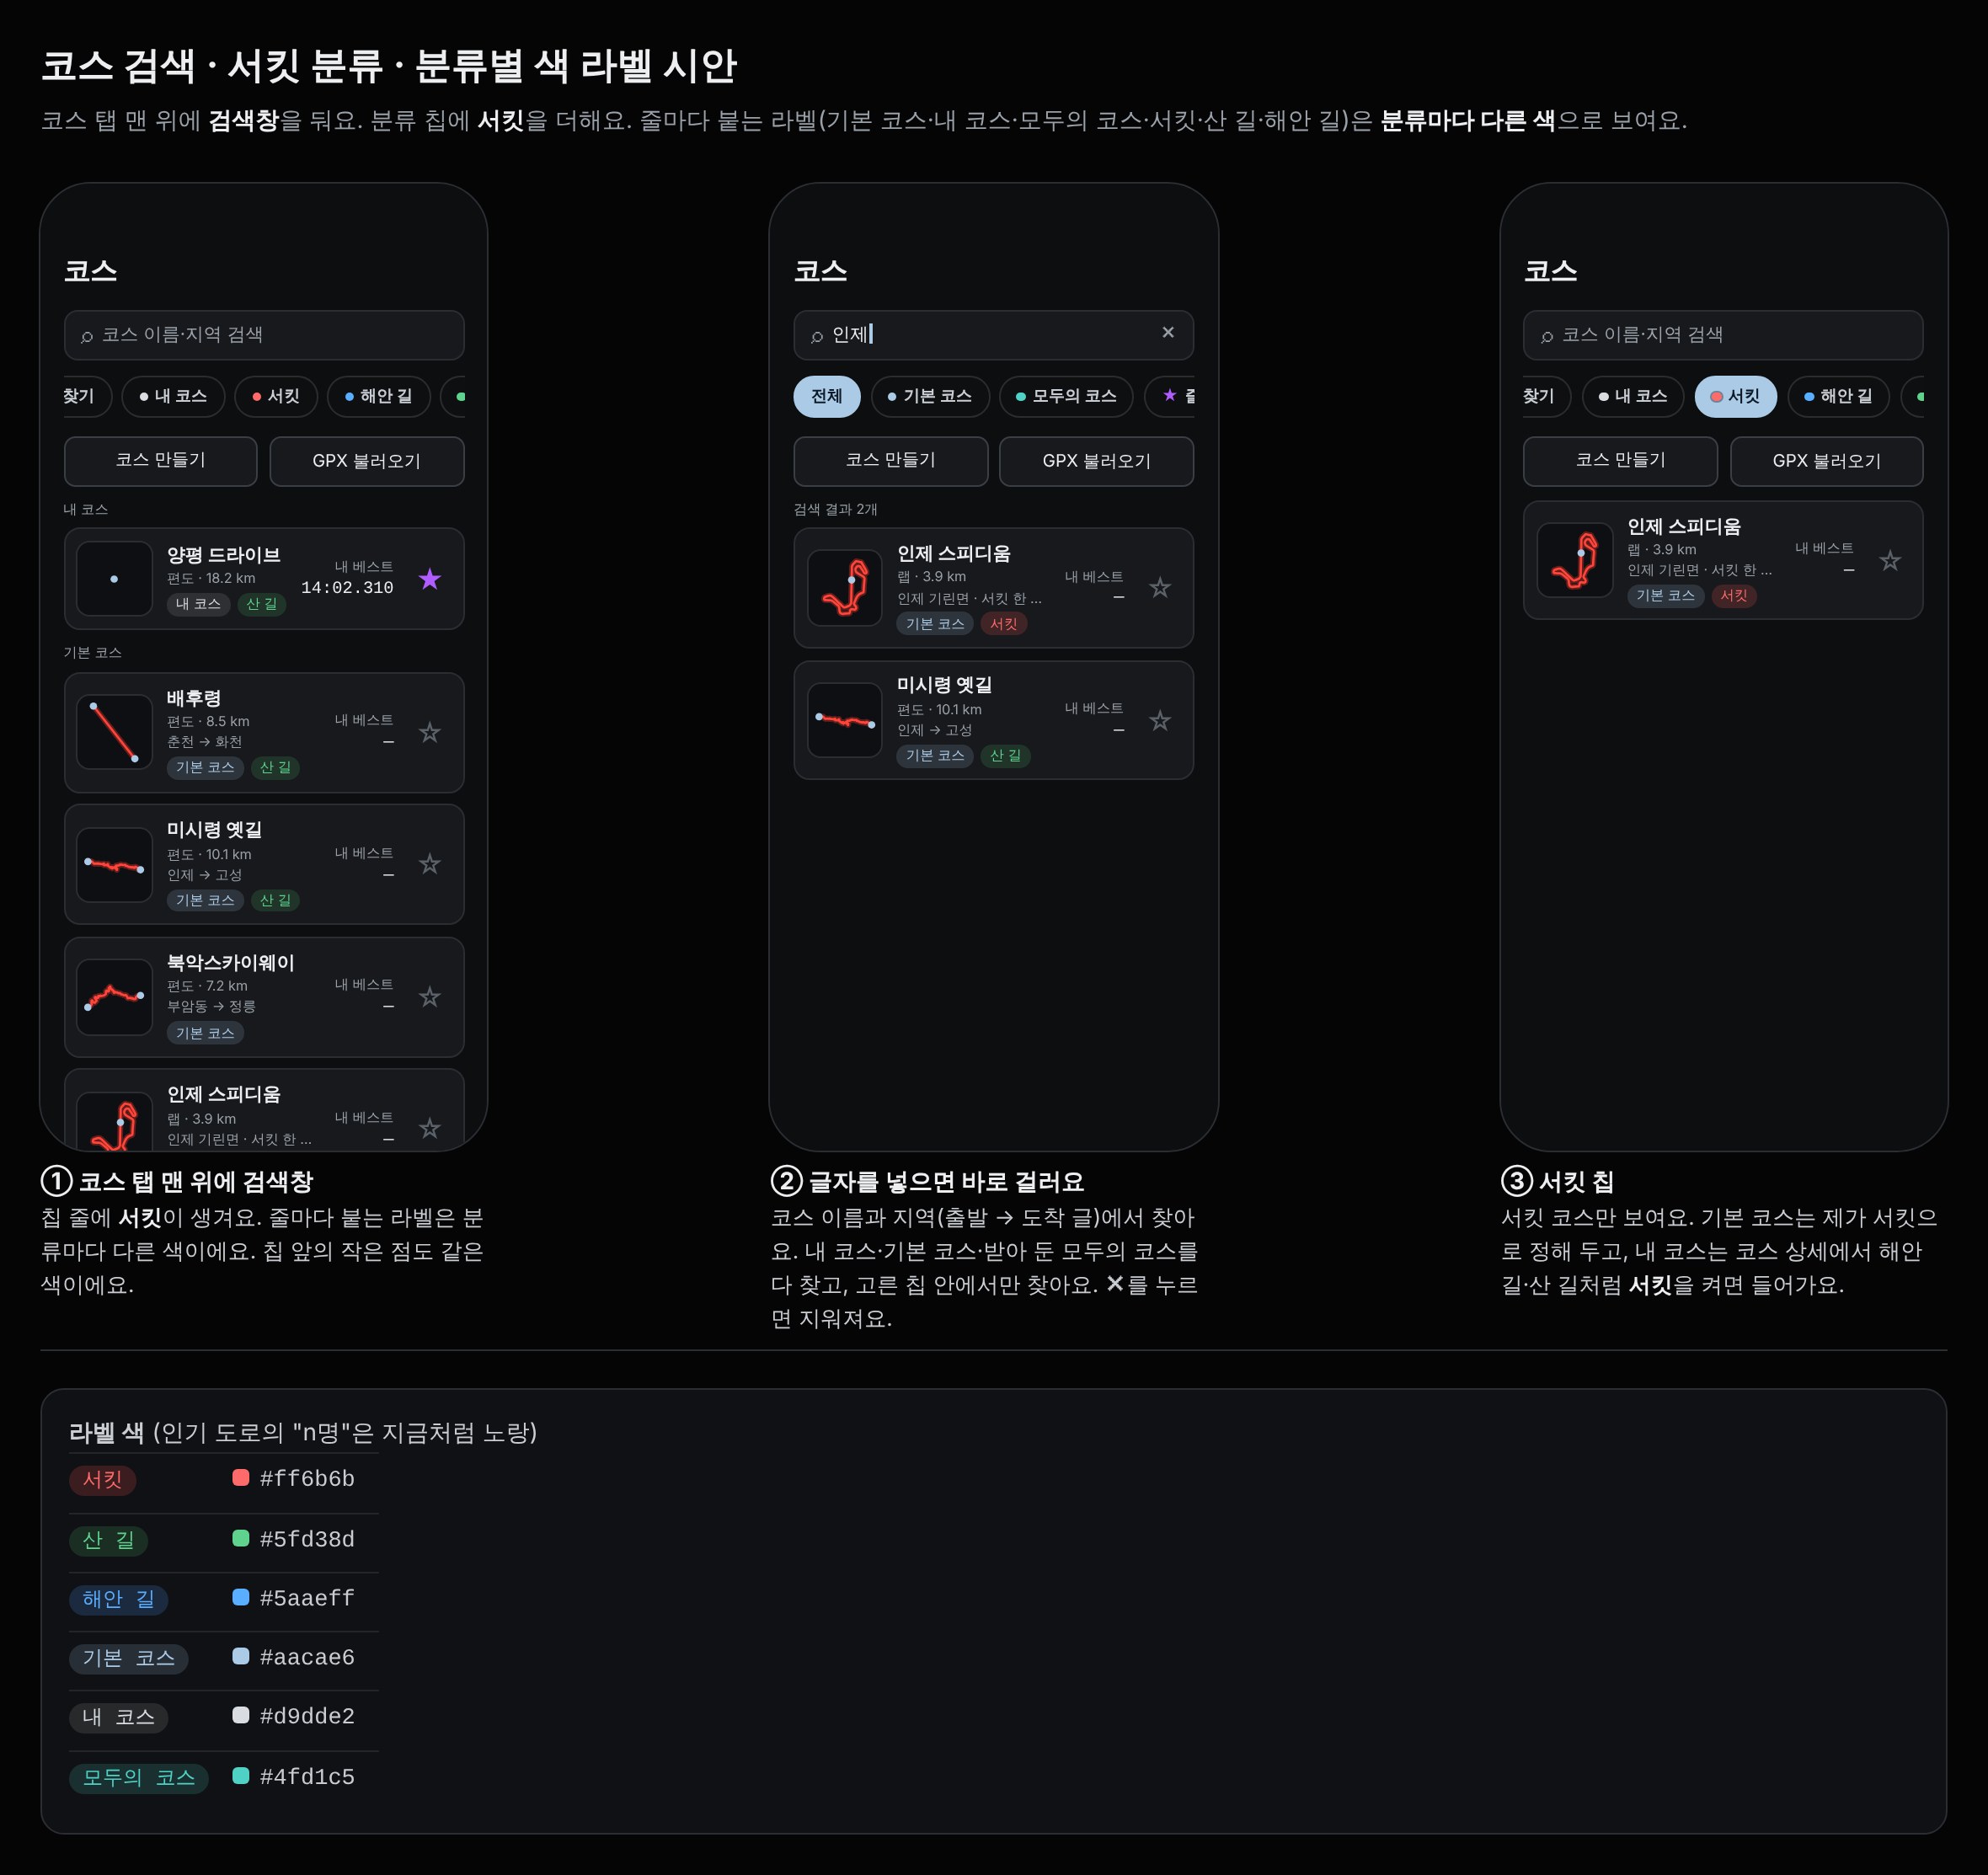 코스 검색 · 서킷 분류 · 분류별 색 라벨 시안
코스 탭 맨 위에 검색창을 둬요. 분류 칩에 서킷을 더해요. 줄마다 붙는 라벨(기본 코스·내 코스·모두의 코스·서킷·산 길·해안 길)은 분류마다 다른 색으로 보여요.
코스
코스 이름·지역 검색
찾기 내 코스 서킷 해안 길
코스 만들기 GPX 불러오기
내 코스
양평 드라이브
편도 · 18.2 km
내 코스 산 길
내 베스트
14:02.310
★
기본 코스
배후령
편도 · 8.5 km
춘천 → 화천
기본 코스 산 길
내 베스트
–
☆
미시령 옛길
편도 · 10.1 km
인제 → 고성
기본 코스 산 길
내 베스트
–
☆
북악스카이웨이
편도 · 7.2 km
부암동 → 정릉
기본 코스
내 베스트
–
☆
인제 스피디움
랩 · 3.9 km
인제 기린면 · 서킷 한 ...
내 베스트
–
☆
① 코스 탭 맨 위에 검색창
칩 줄에 서킷이 생겨요. 줄마다 붙는 라벨은 분
류마다 다른 색이에요. 칩 앞의 작은 점도 같은
색이에요.
코스
인제 ✕
전체 기본 코스 모두의 코스 ★
코스 만들기 GPX 불러오기
검색 결과 2개
인제 스피디움
랩 · 3.9 km
인제 기린면 · 서킷 한 ...
기본 코스 서킷
내 베스트
–
☆
미시령 옛길
편도 · 10.1 km
인제 → 고성
기본 코스 산 길
내 베스트
–
☆
② 글자를 넣으면 바로 걸러요
코스 이름과 지역(출발 → 도착 글)에서 찾아
요. 내 코스·기본 코스·받아 둔 모두의 코스를
다 찾고, 고른 칩 안에서만 찾아요. ✕를 누르
면 지워져요.
코스
코스 이름·지역 검색
찾기 내 코스 서킷 해안 길
코스 만들기 GPX 불러오기
인제 스피디움
랩 · 3.9 km
인제 기린면 · 서킷 한 ...
기본 코스 서킷
내 베스트
–
☆
③ 서킷 칩
서킷 코스만 보여요. 기본 코스는 제가 서킷으
로 정해 두고, 내 코스는 코스 상세에서 해안
길·산 길처럼 서킷을 켜면 들어가요.
라벨 색 (인기 도로의 "n명"은 지금처럼 노랑)
서킷 #ff6b6b
산 길 #5fd38d
해안 길 #5aaeff
기본 코스 #aacae6
내 코스 #d9dde2
모두의 코스 #4fd1c5